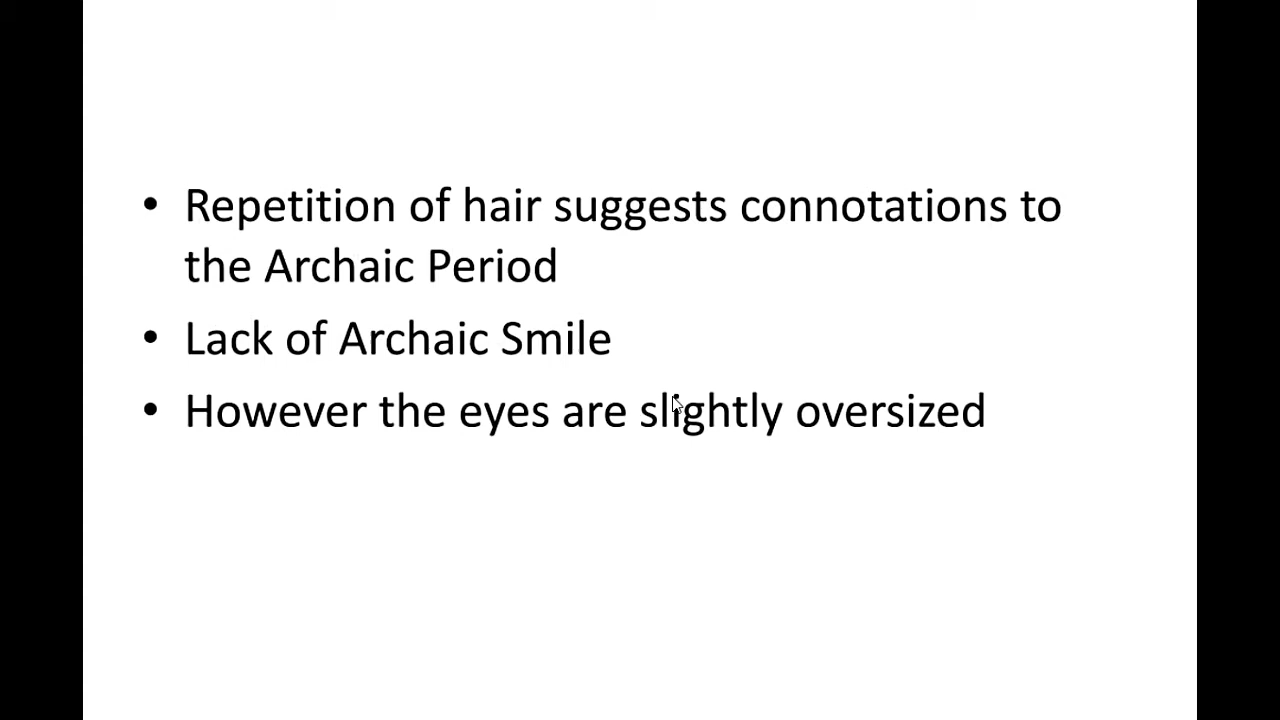 • Repetition of hair suggests connotations to
the Archaic Period
• Lack of Archaic Smile
• However the eyes are slightly oversized